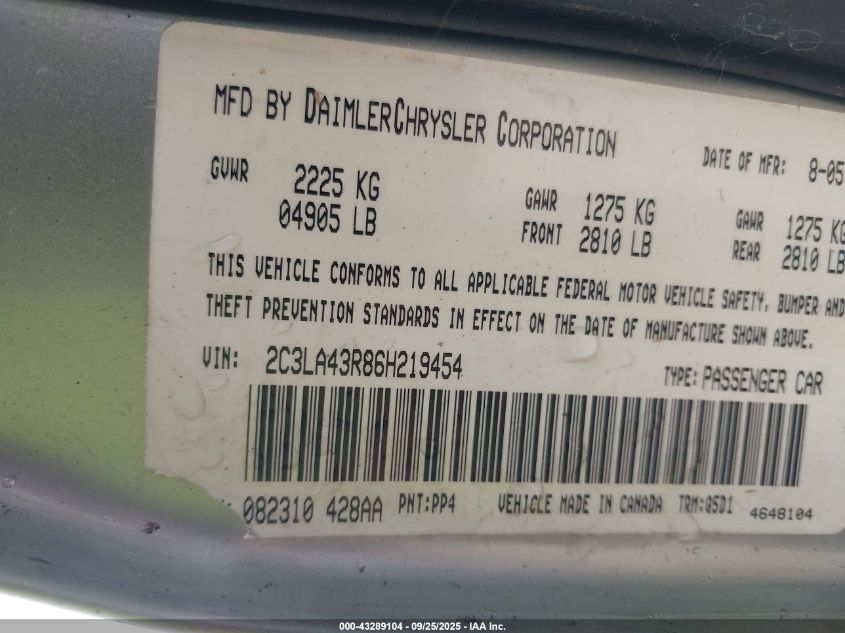 MFD BY DAIMLERCHRYSLER CORPORATION
DATE OF MFR: 8-05
GVWR 2225 KG
04905 LB
GAWR FRONT 1275 KG
2810 LB
GAWR REAR 1275 KG
2810 LB
THIS VEHICLE CONFORMS TO ALL APPLICABLE FEDERAL MOTOR VEHICLE SAFETY, BUMPER AND
THEFT PREVENTION STANDARDS IN EFFECT ON THE DATE OF MANUFACTURE SHOWN ABOVE.
VIN: 2C3LA43R86H219454
TYPE: PASSENGER CAR
082310 428AA PNT:PP4 VEHICLE MADE IN CANADA TRM:Q5D1 4648104
000-43289104 - 09/25/2025 - IAA Inc.